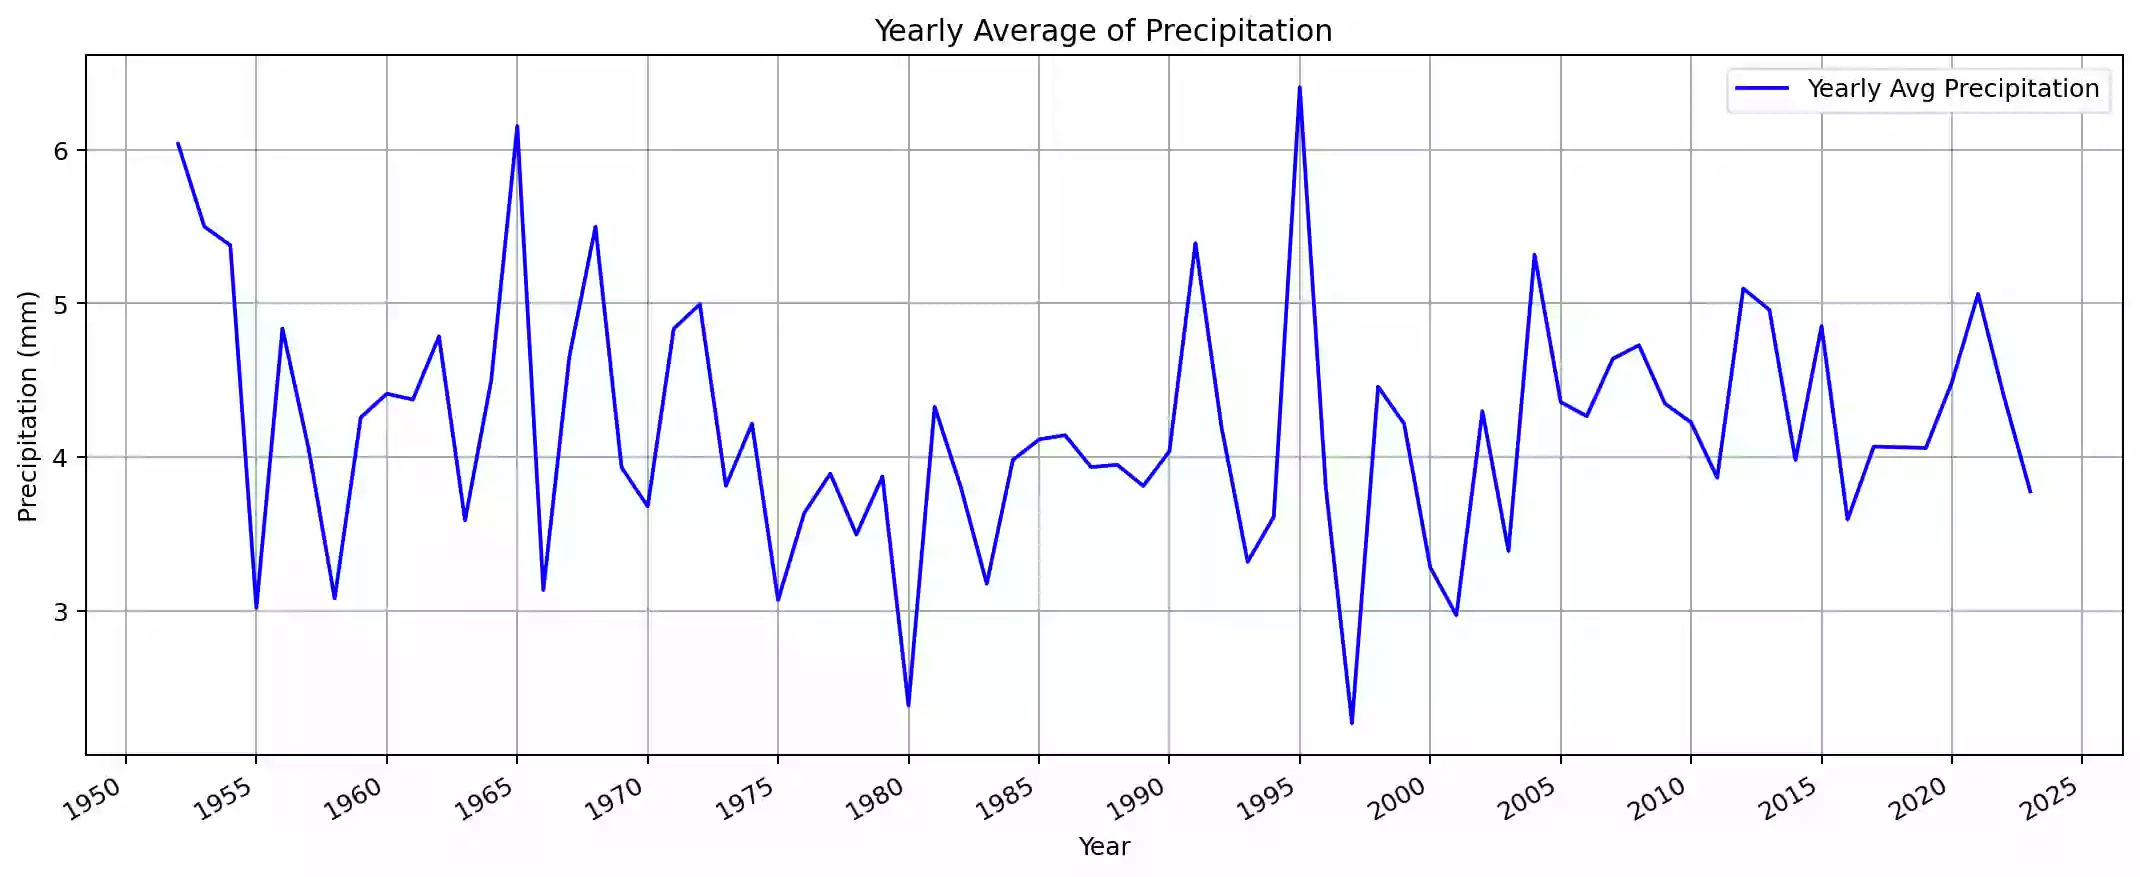 Yearly Average of Precipitation
Yearly Avg Precipitation
Precipitation (mm)
6
5
4
3
1950 1955 1960 1965 1970 1975 1980 1985 1990 1995 2000 2005 2010 2015 2020 2025
Year